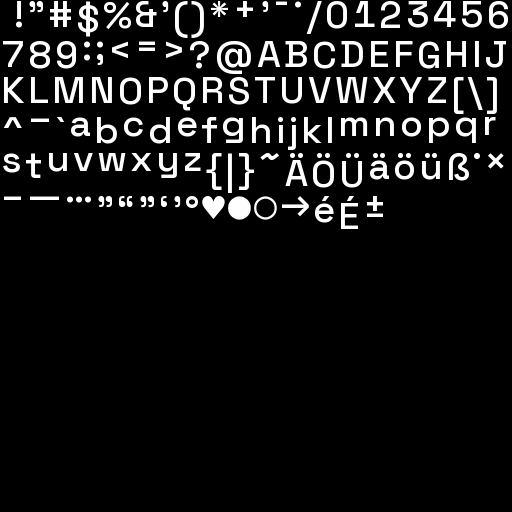 !"#$%&'()*+,-./0123456
789:;<=>?@ABCDEFGHIJ
KLMNOPQRSTUVWXYZ[\]
^_`abcdefghijklmnopqr
stuvwxyz{|}~ÄÖÜäöüß·×
–—…”“”‘’°♥●○→éÉ±